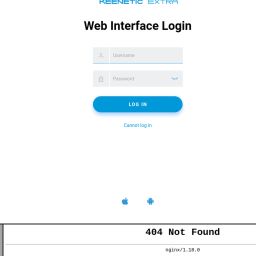 KEENETIC EXTRA
Web Interface Login
Username
Password
LOG IN
Cannot log in
404 Not Found
nginx/1.18.0